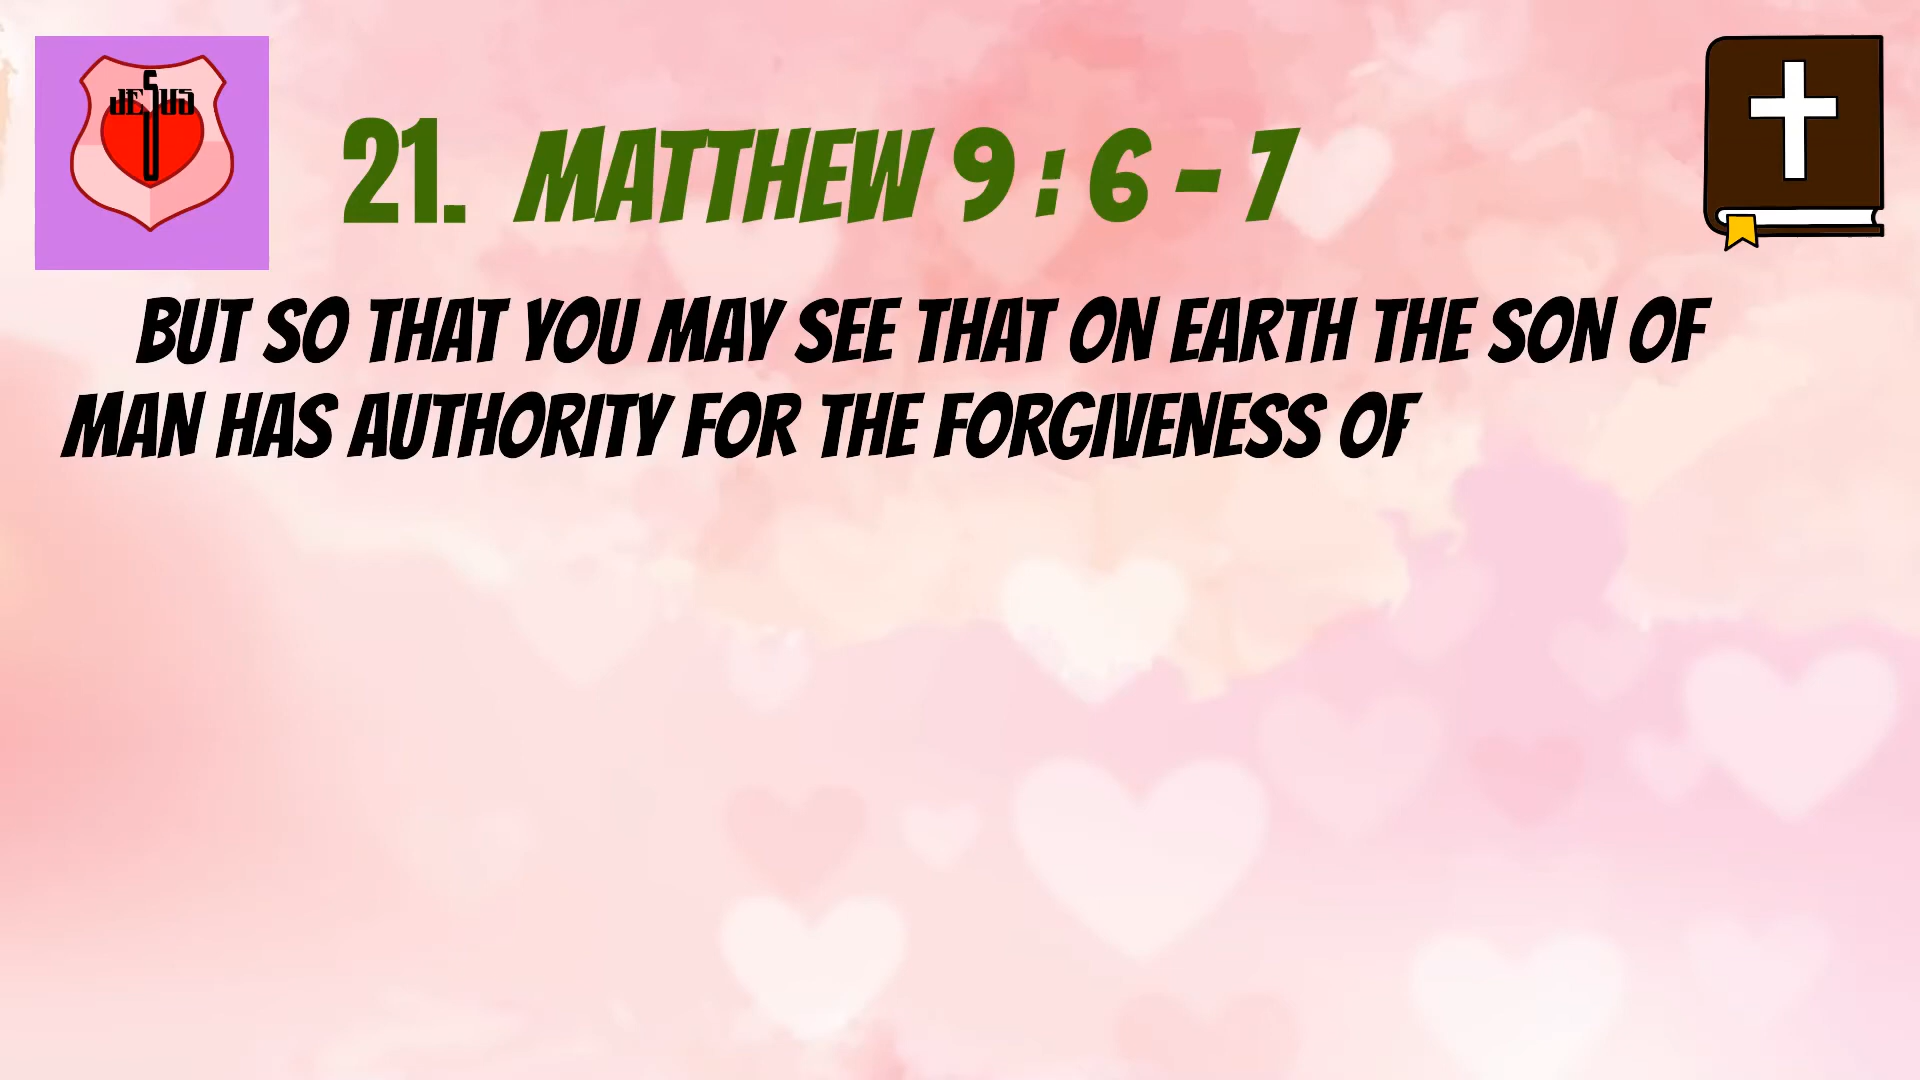 JESUS
21. MATTHEW 9 : 6 - 7
BUT SO THAT YOU MAY SEE THAT ON EARTH THE SON OF
MAN HAS AUTHORITY FOR THE FORGIVENESS OF